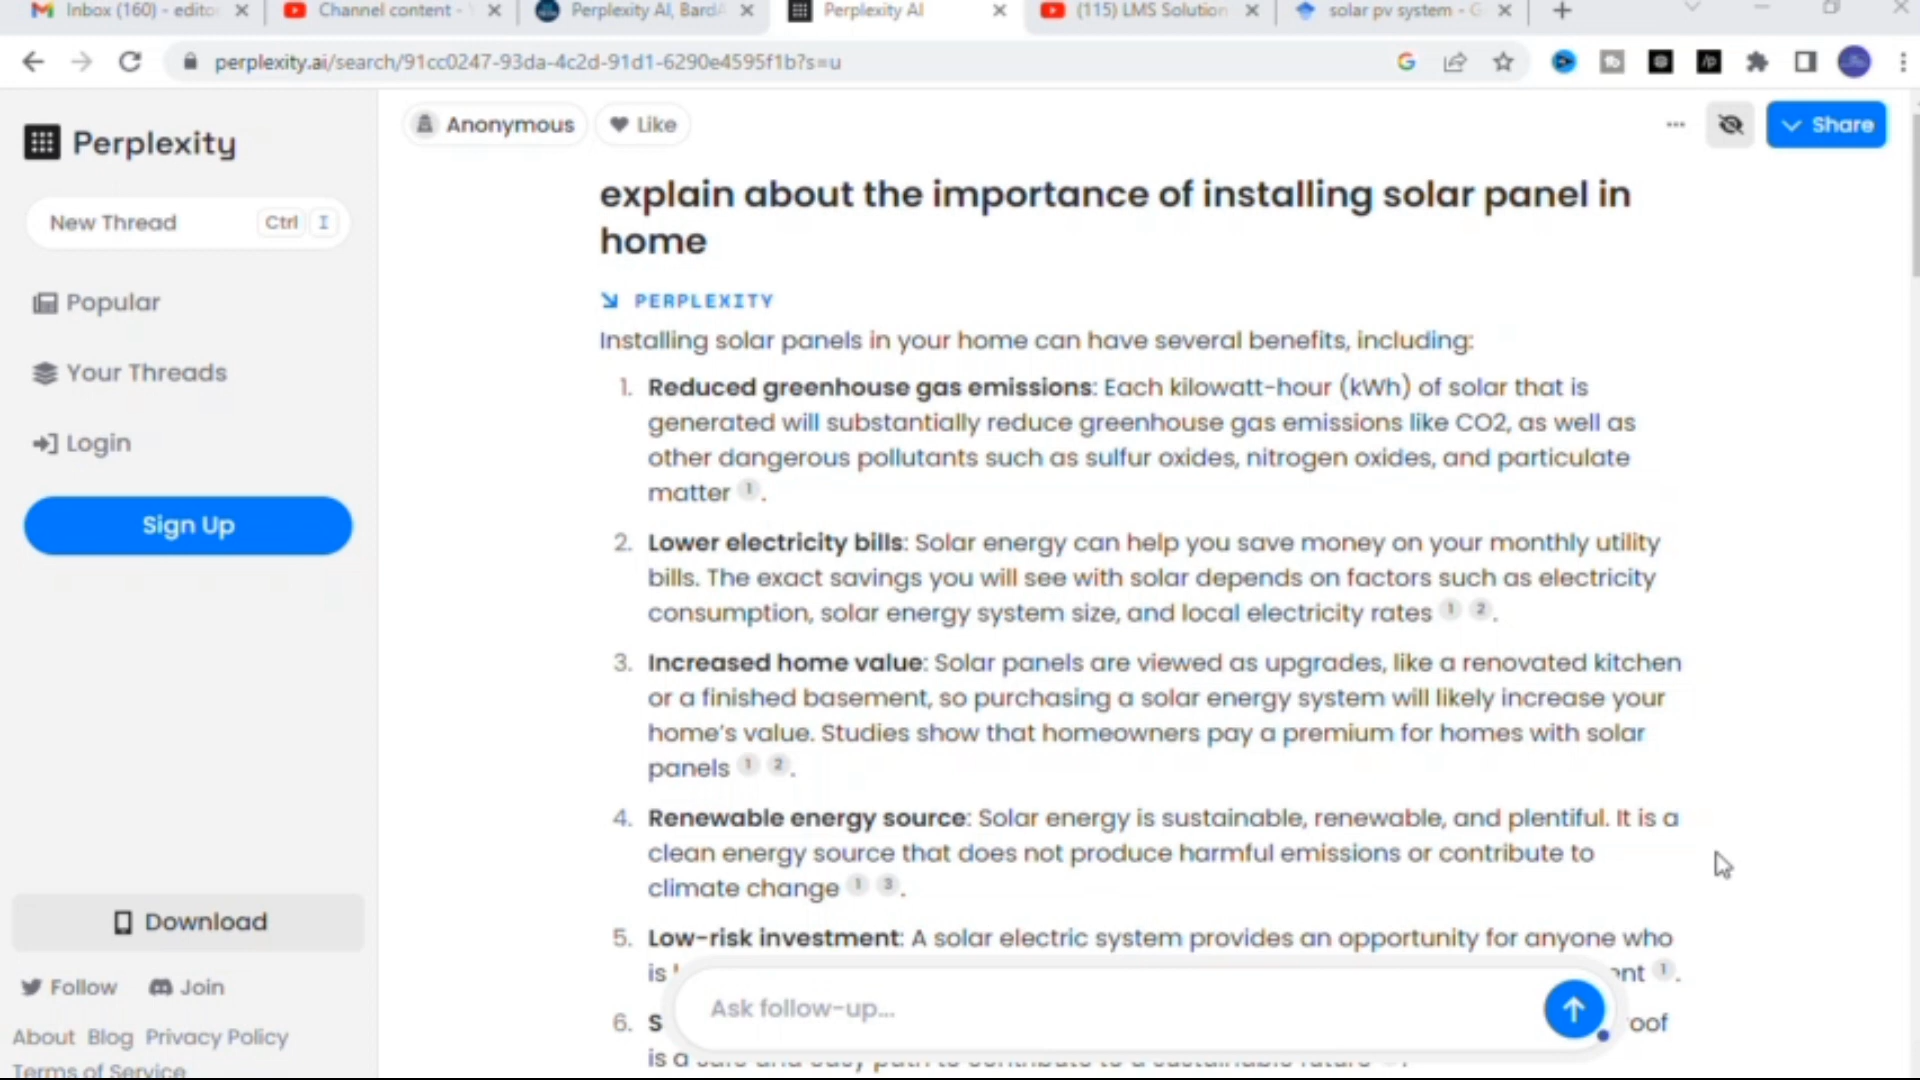 Inbox (160) - edito
Channel content -
Perplexity AI, BardA
Perplexity AI
(115) LMS Solution
solar pv system - G
perplexity.ai/search/91cc0247-93da-4c2d-91d1-6290e4595f1b?s=u
Perplexity
New Thread Ctrl I
Popular
Your Threads
Login
Sign Up
Download
Follow Join
About Blog Privacy Policy
Terms of Service
Anonymous Like
Share
explain about the importance of installing solar panel in
home
PERPLEXITY
Installing solar panels in your home can have several benefits, including:
1. Reduced greenhouse gas emissions: Each kilowatt-hour (kWh) of solar that is
generated will substantially reduce greenhouse gas emissions like CO2, as well as
other dangerous pollutants such as sulfur oxides, nitrogen oxides, and particulate
matter 1.
2. Lower electricity bills: Solar energy can help you save money on your monthly utility
bills. The exact savings you will see with solar depends on factors such as electricity
consumption, solar energy system size, and local electricity rates 1 2.
3. Increased home value: Solar panels are viewed as upgrades, like a renovated kitchen
or a finished basement, so purchasing a solar energy system will likely increase your
home's value. Studies show that homeowners pay a premium for homes with solar
panels 1 2.
4. Renewable energy source: Solar energy is sustainable, renewable, and plentiful. It is a
clean energy source that does not produce harmful emissions or contribute to
climate change 1 3.
5. Low-risk investment: A solar electric system provides an opportunity for anyone who
is nt 1.
Ask follow-up...
6. S oof
is a safe and easy path to contribute to a sustainable future